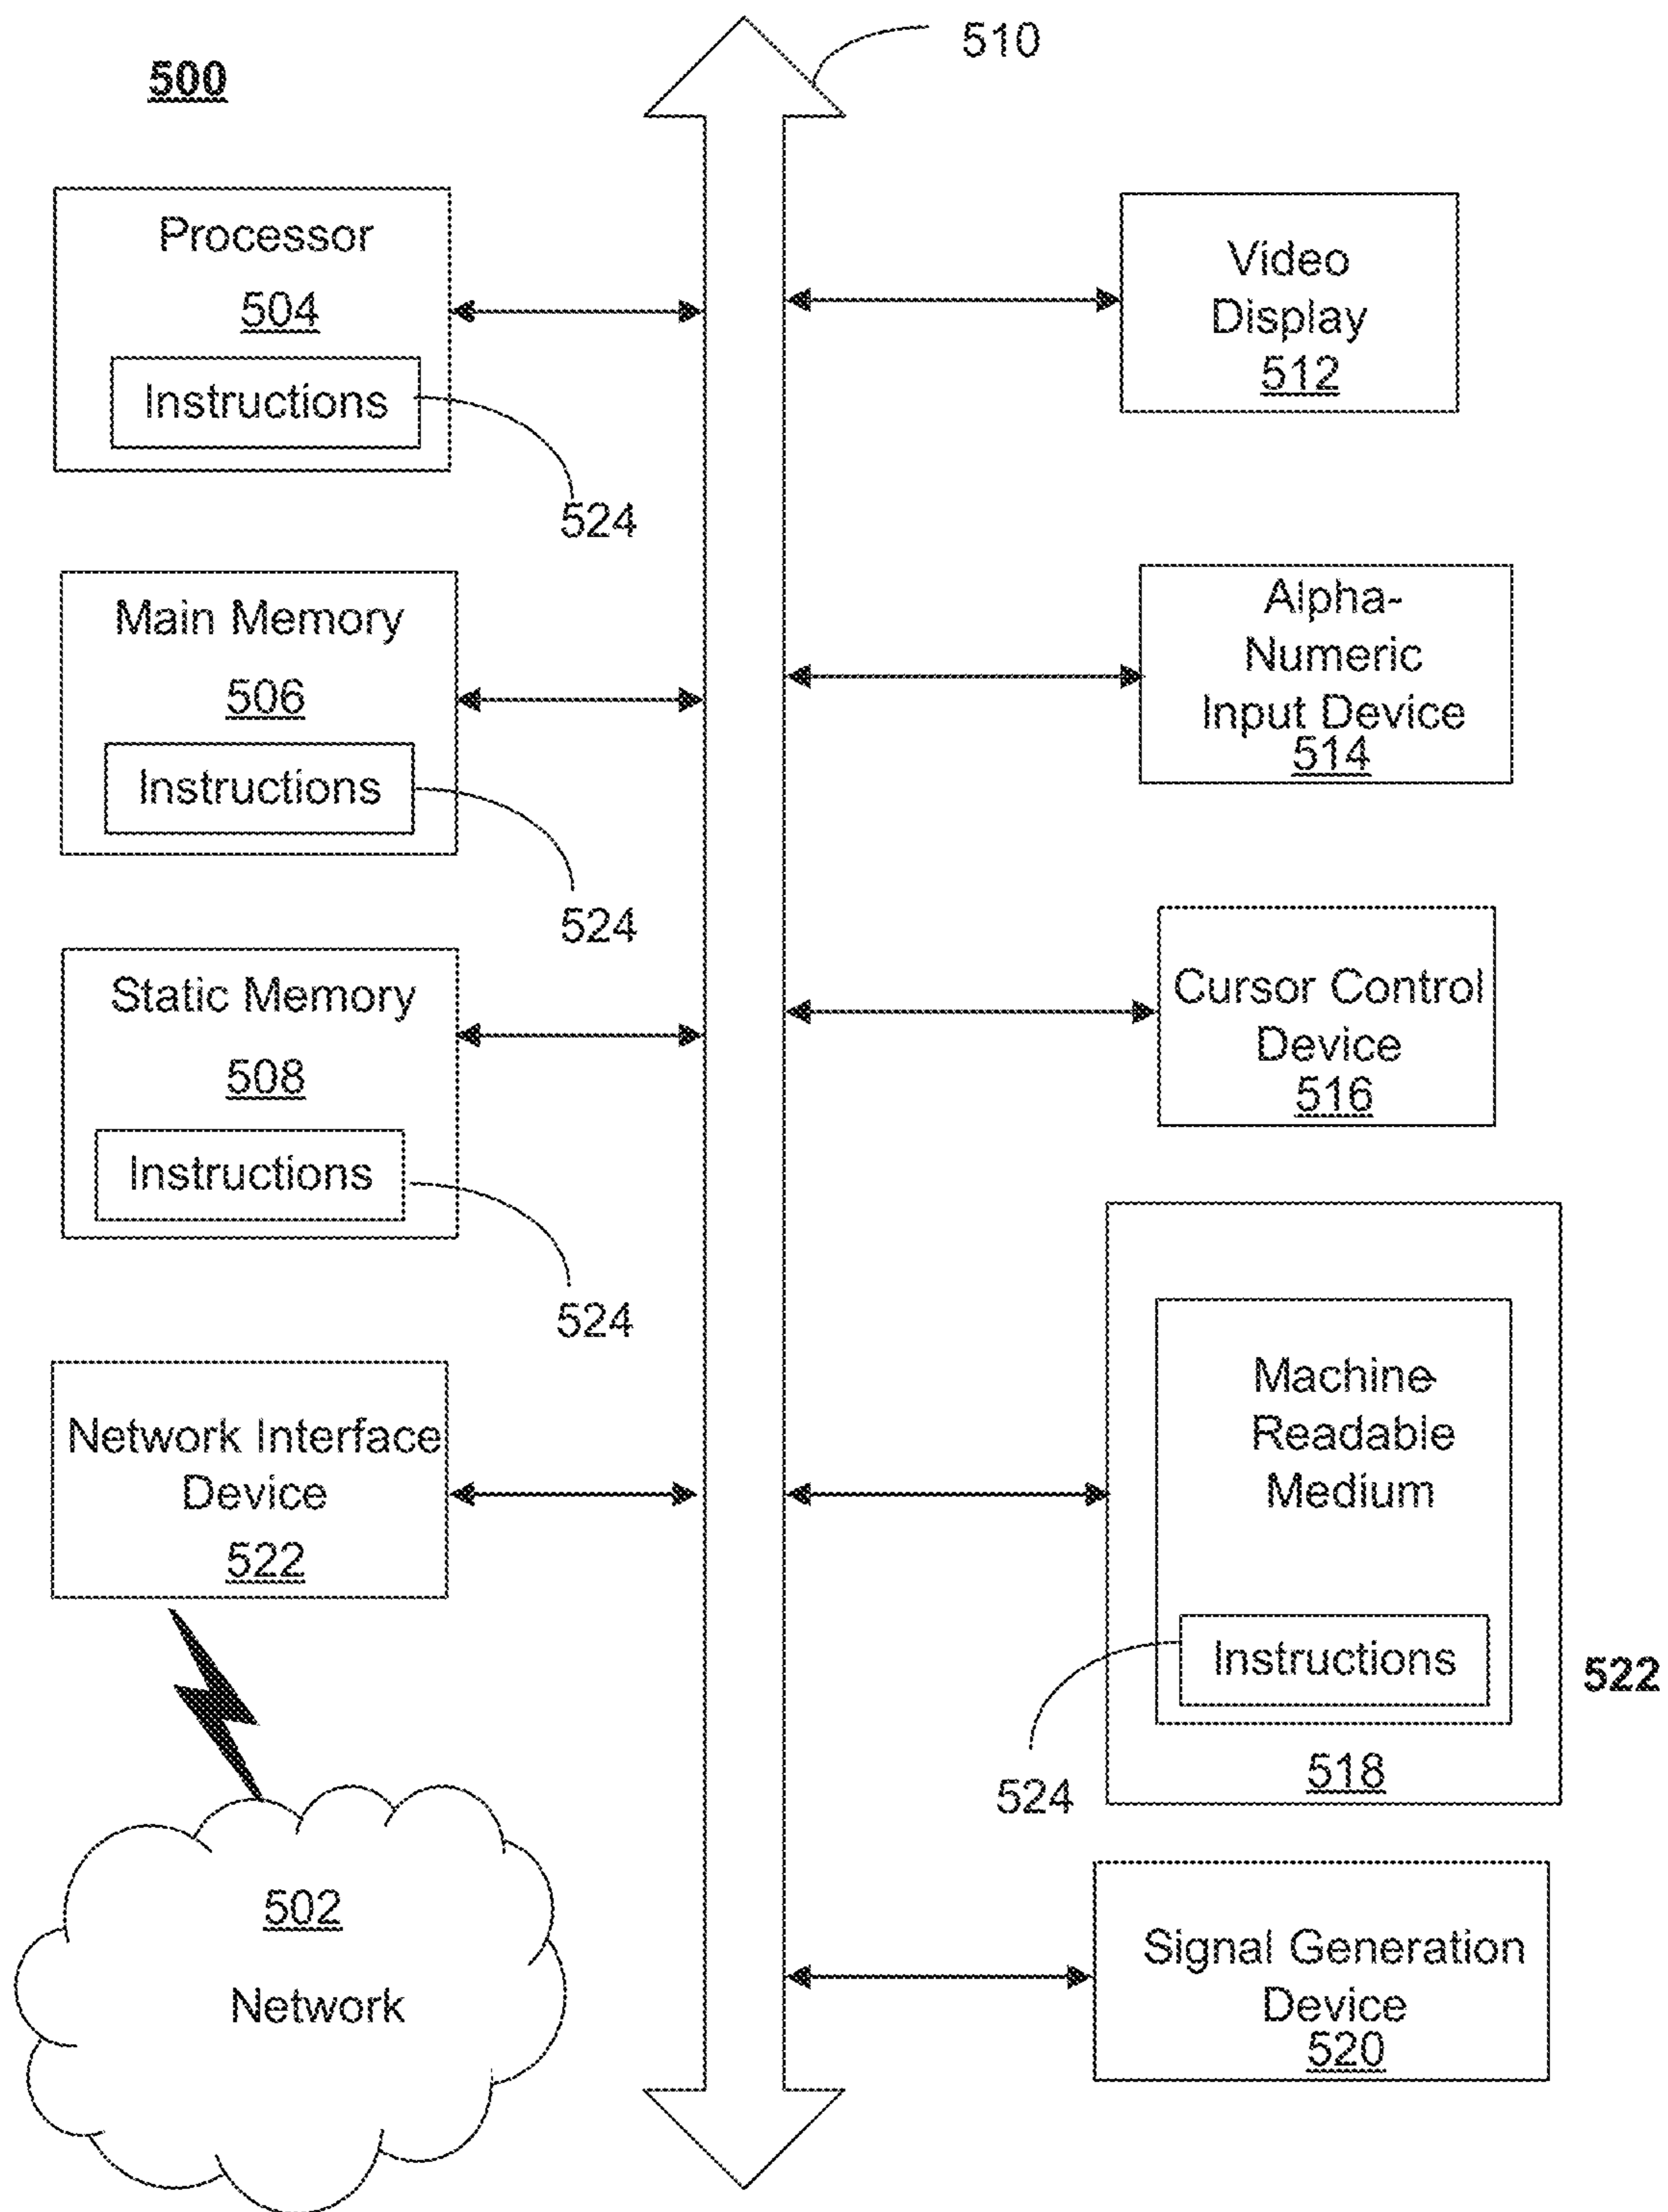 500
510
Processor
504
Instructions
524
Main Memory
506
Instructions
524
Static Memory
508
Instructions
524
Network Interface
Device
522
502
Network
Video
Display
512
Alpha-
Numeric
Input Device
514
Cursor Control
Device
516
Machine-
Readable
Medium
Instructions
524
518
522
Signal Generation
Device
520